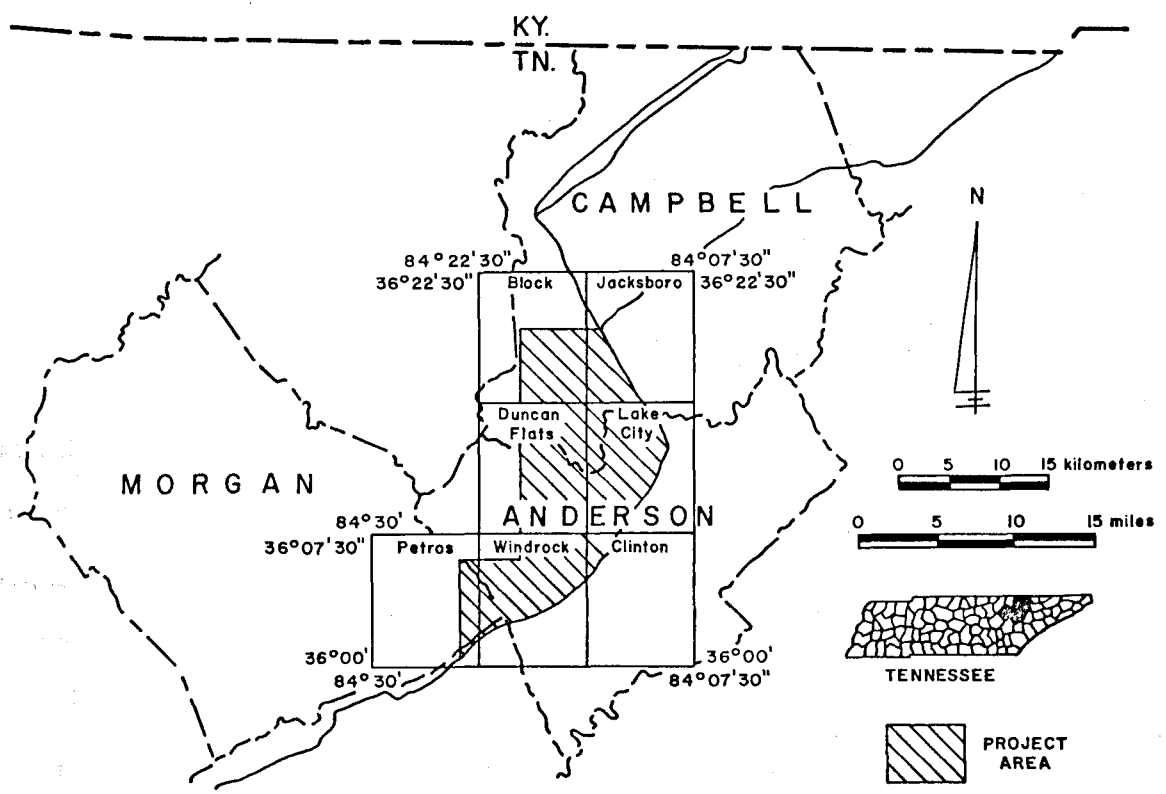 KY.
TN.
CAMPBELL
N
84°22'30"
84°07'30"
36°22'30"
Block
Jacksboro
36°22'30"
Duncan
Flats
Lake
City
MORGAN
0 5 10 15 kilometers
ANDERSON
84°30'
0 5 10 15 miles
36°07'30"
Petros
Windrock
Clinton
36°00'
36°00'
84°30'
84°07'30"
TENNESSEE
PROJECT
AREA